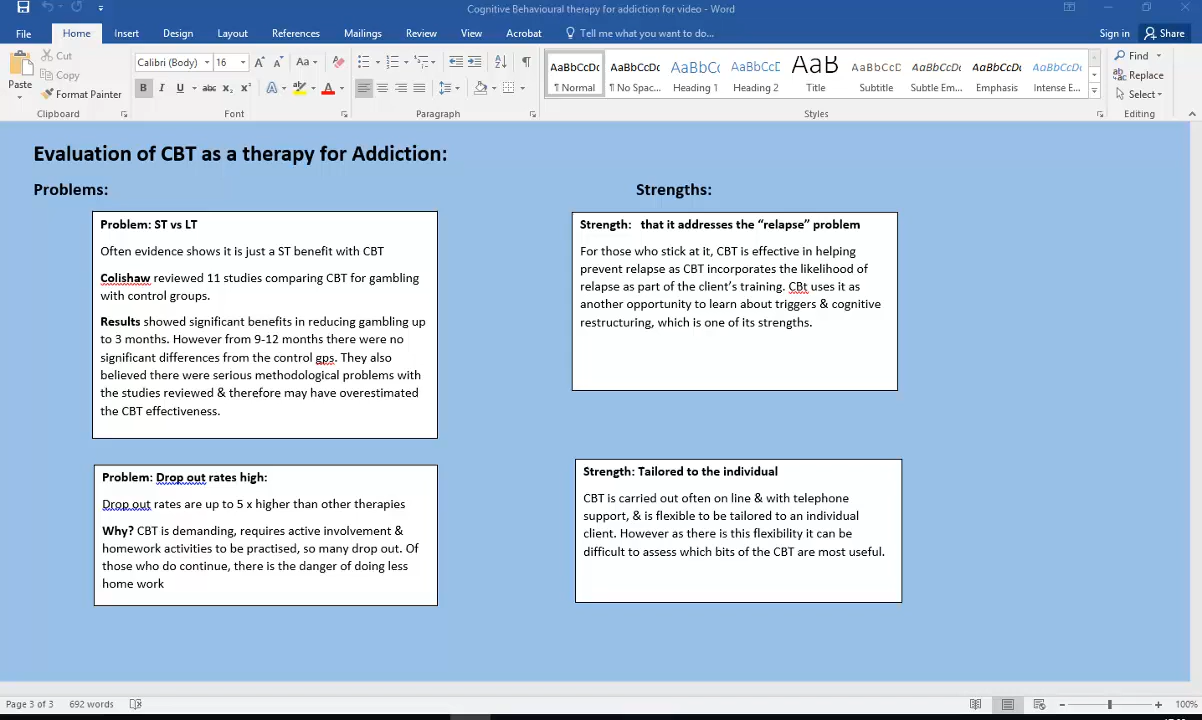 Cognitive Behavioural therapy for addiction for video - Word
File Home Insert Design Layout References Mailings Review View Acrobat Tell me what you want to do... Sign in Share
Paste
Cut
Copy
Format Painter
Clipboard
Calibri (Body) 16 Aa
B I U abc x₂ x² A A
Font
Paragraph
AaBbCcDc AaBbCcDc AaBbCc AaBbCcD AaB AaBbCcD AaBbCcDc AaBbCcDc AaBbCcDc
¶ Normal ¶ No Spac... Heading 1 Heading 2 Title Subtitle Subtle Em... Emphasis Intense E...
Styles
Find
Replace
Select
Editing
Evaluation of CBT as a therapy for Addiction:
Problems:
Problem: ST vs LT
Often evidence shows it is just a ST benefit with CBT
Colishaw reviewed 11 studies comparing CBT for gambling
with control groups.
Results showed significant benefits in reducing gambling up
to 3 months. However from 9-12 months there were no
significant differences from the control gps. They also
believed there were serious methodological problems with
the studies reviewed & therefore may have overestimated
the CBT effectiveness.
Problem: Drop out rates high:
Drop out rates are up to 5 x higher than other therapies
Why? CBT is demanding, requires active involvement &
homework activities to be practised, so many drop out. Of
those who do continue, there is the danger of doing less
home work
Strengths:
Strength: that it addresses the “relapse” problem
For those who stick at it, CBT is effective in helping
prevent relapse as CBT incorporates the likelihood of
relapse as part of the client’s training. CBt uses it as
another opportunity to learn about triggers & cognitive
restructuring, which is one of its strengths.
Strength: Tailored to the individual
CBT is carried out often on line & with telephone
support, & is flexible to be tailored to an individual
client. However as there is this flexibility it can be
difficult to assess which bits of the CBT are most useful.
Page 3 of 3 692 words 100%